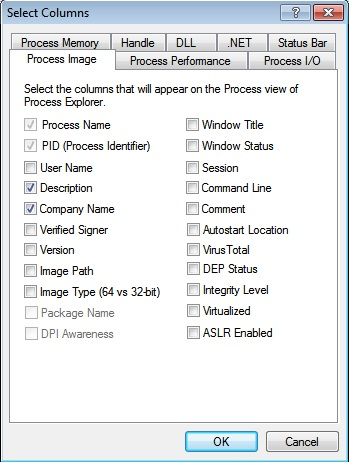 Select Columns
Process Memory Handle DLL .NET Status Bar
Process Image Process Performance Process I/O
Select the columns that will appear on the Process view of
Process Explorer.
Process Name
PID (Process Identifier)
User Name
Description
Company Name
Verified Signer
Version
Image Path
Image Type (64 vs 32-bit)
Package Name
DPI Awareness
Window Title
Window Status
Session
Command Line
Comment
Autostart Location
VirusTotal
DEP Status
Integrity Level
Virtualized
ASLR Enabled
OK Cancel